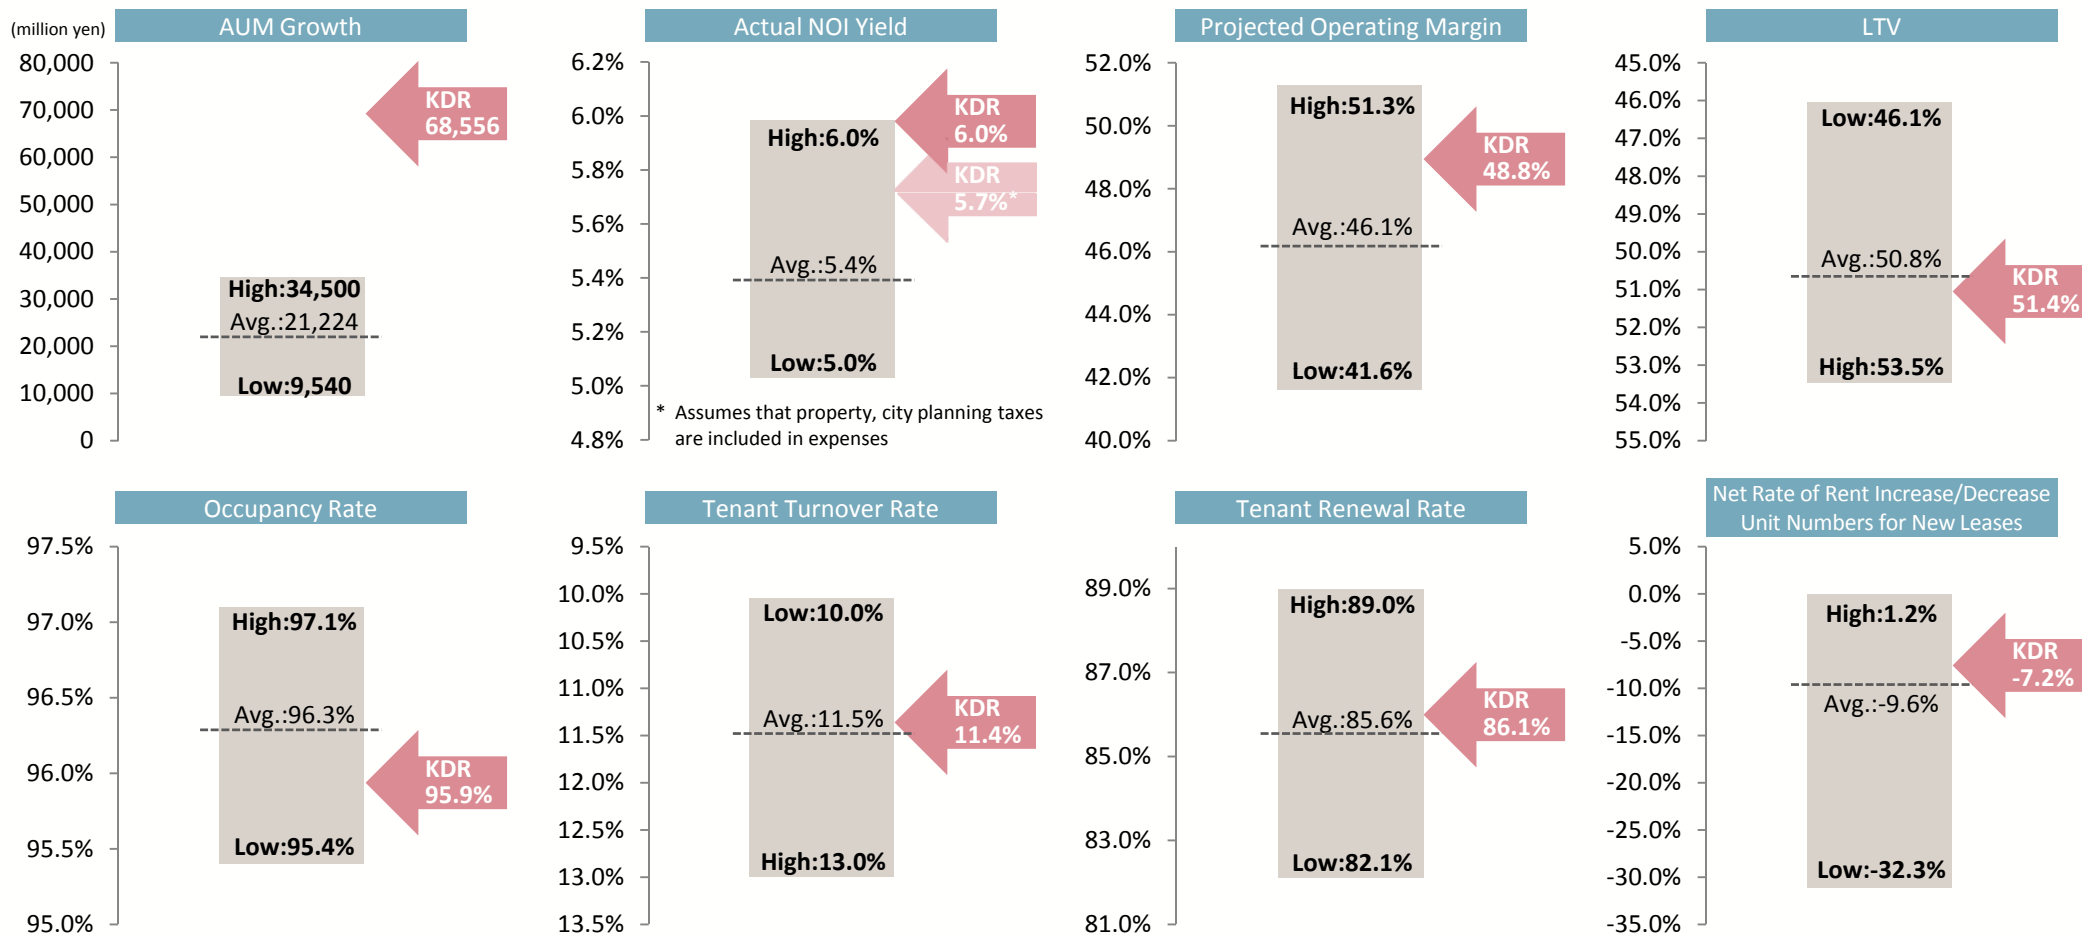 (million yen)
AUM Growth
80,000
70,000
60,000
50,000
40,000
30,000
20,000
10,000
0
KDR
68,556
High:34,500
Avg.:21,224
Low:9,540
Actual NOI Yield
6.2%
6.0%
5.8%
5.6%
5.4%
5.2%
5.0%
4.8%
High:6.0%
KDR
6.0%
KDR
5.7%*
Avg.:5.4%
Low:5.0%
* Assumes that property, city planning taxes
are included in expenses
Projected Operating Margin
52.0%
50.0%
48.0%
46.0%
44.0%
42.0%
40.0%
High:51.3%
KDR
48.8%
Avg.:46.1%
Low:41.6%
LTV
45.0%
46.0%
47.0%
48.0%
49.0%
50.0%
51.0%
52.0%
53.0%
54.0%
55.0%
Low:46.1%
Avg.:50.8%
KDR
51.4%
High:53.5%
Occupancy Rate
97.5%
97.0%
96.5%
96.0%
95.5%
95.0%
High:97.1%
Avg.:96.3%
KDR
95.9%
Low:95.4%
Tenant Turnover Rate
9.5%
10.0%
10.5%
11.0%
11.5%
12.0%
12.5%
13.0%
13.5%
Low:10.0%
KDR
11.4%
Avg.:11.5%
High:13.0%
Tenant Renewal Rate
89.0%
87.0%
85.0%
83.0%
81.0%
High:89.0%
KDR
86.1%
Avg.:85.6%
Low:82.1%
Net Rate of Rent Increase/Decrease
Unit Numbers for New Leases
5.0%
0.0%
-5.0%
-10.0%
-15.0%
-20.0%
-25.0%
-30.0%
-35.0%
High:1.2%
KDR
-7.2%
Avg.:-9.6%
Low:-32.3%